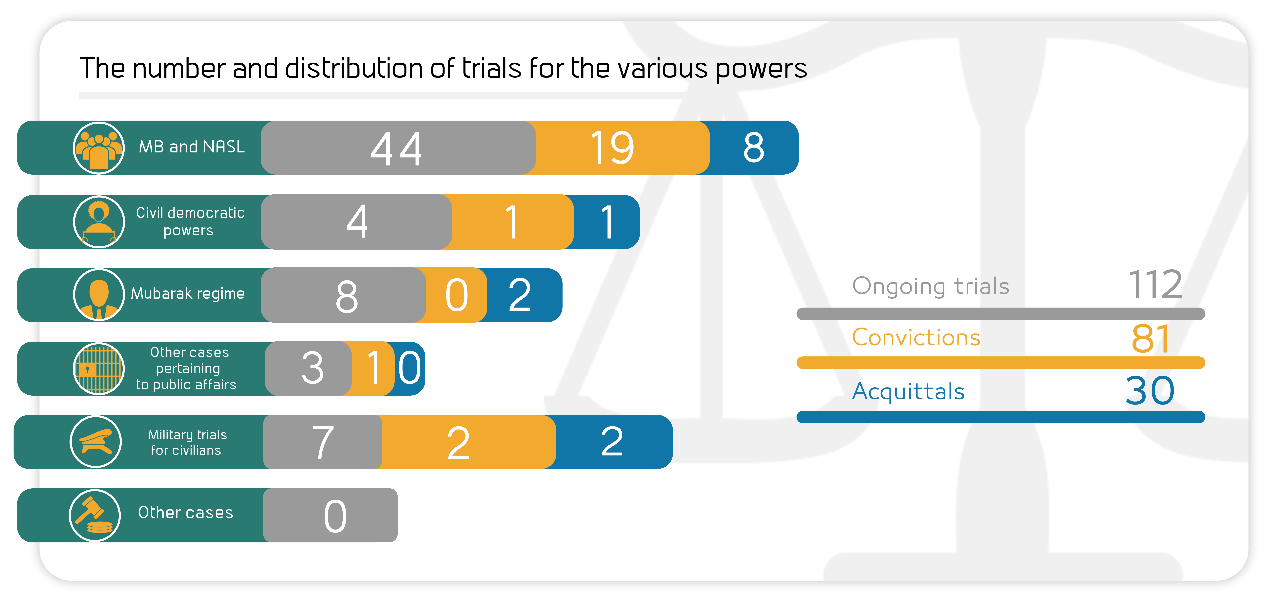 The number and distribution of trials for the various powers
MB and NASL
44
19
8
Civil democratic
powers
4
1
1
Mubarak regime
8
0
2
Other cases
pertaining
to public affairs
3
1
0
Military trials
for civilians
7
2
2
Other cases
0
Ongoing trials 112
Convictions 81
Acquittals 30